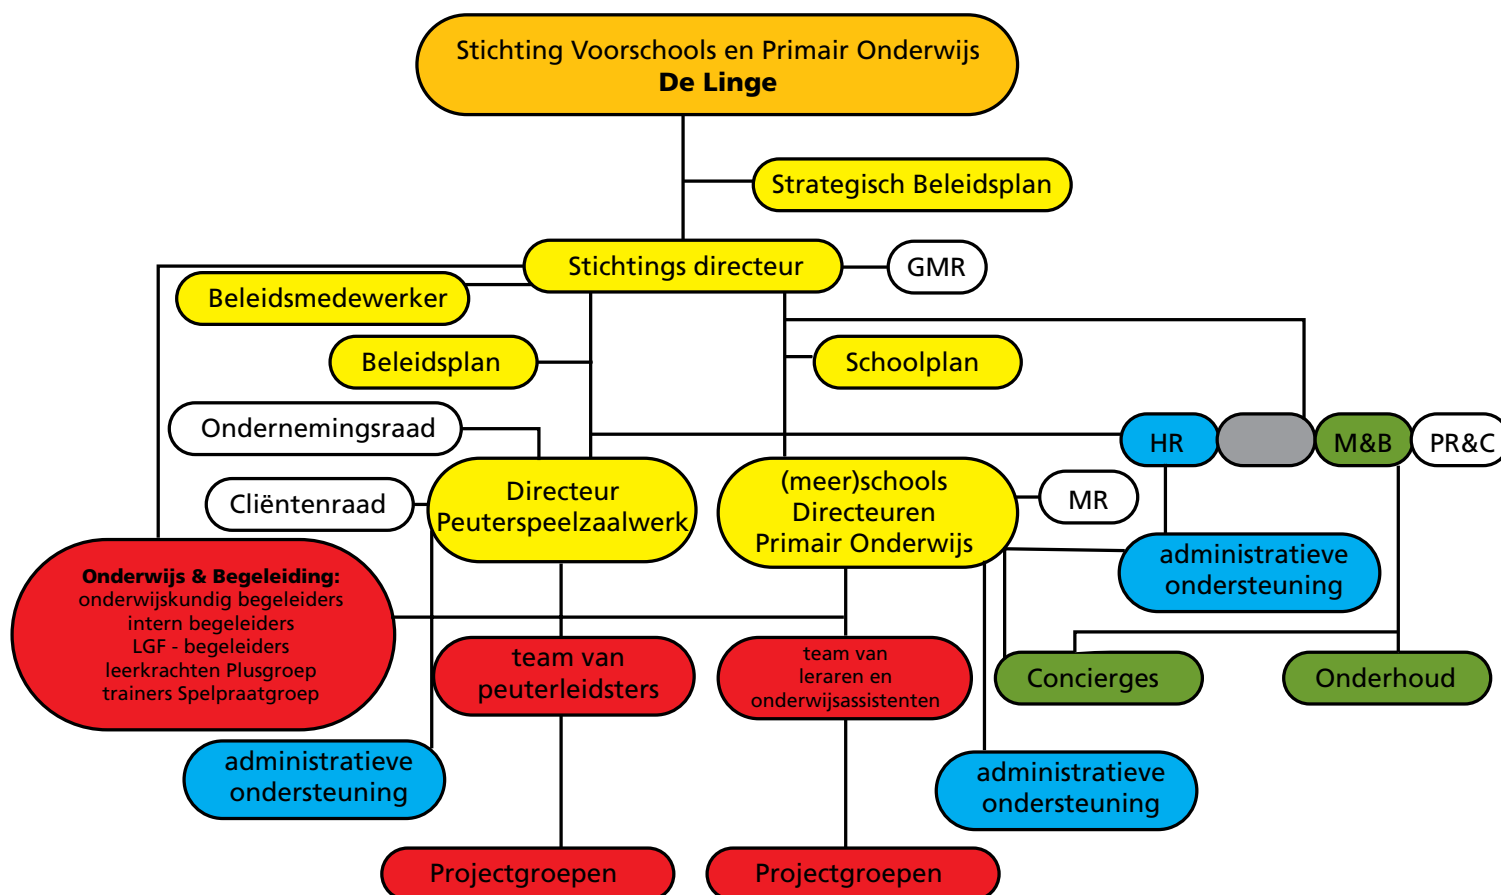 Stichting Voorschools en Primair Onderwijs
De Linge
Strategisch Beleidsplan
Stichtings directeur
GMR
Beleidsmedewerker
Beleidsplan
Schoolplan
Ondernemingsraad
HR
M&B
PR&C
Cliëntenraad
Directeur
Peuterspeelzaalwerk
(meer)schools
Directeuren
Primair Onderwijs
MR
administratieve
ondersteuning
Onderwijs & Begeleiding:
onderwijskundig begeleiders
intern begeleiders
LGF - begeleiders
leerkrachten Plusgroep
trainers Spelpraatgroep
team van
peuterleidsters
team van
leraren en
onderwijsassistenten
Concierges
Onderhoud
administratieve
ondersteuning
administratieve
ondersteuning
Projectgroepen
Projectgroepen